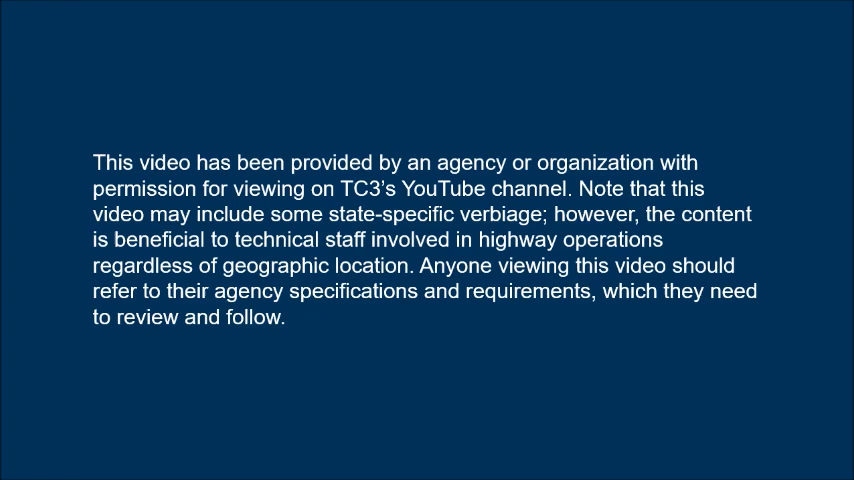 This video has been provided by an agency or organization with
permission for viewing on TC3’s YouTube channel. Note that this
video may include some state-specific verbiage; however, the content
is beneficial to technical staff involved in highway operations
regardless of geographic location. Anyone viewing this video should
refer to their agency specifications and requirements, which they need
to review and follow.